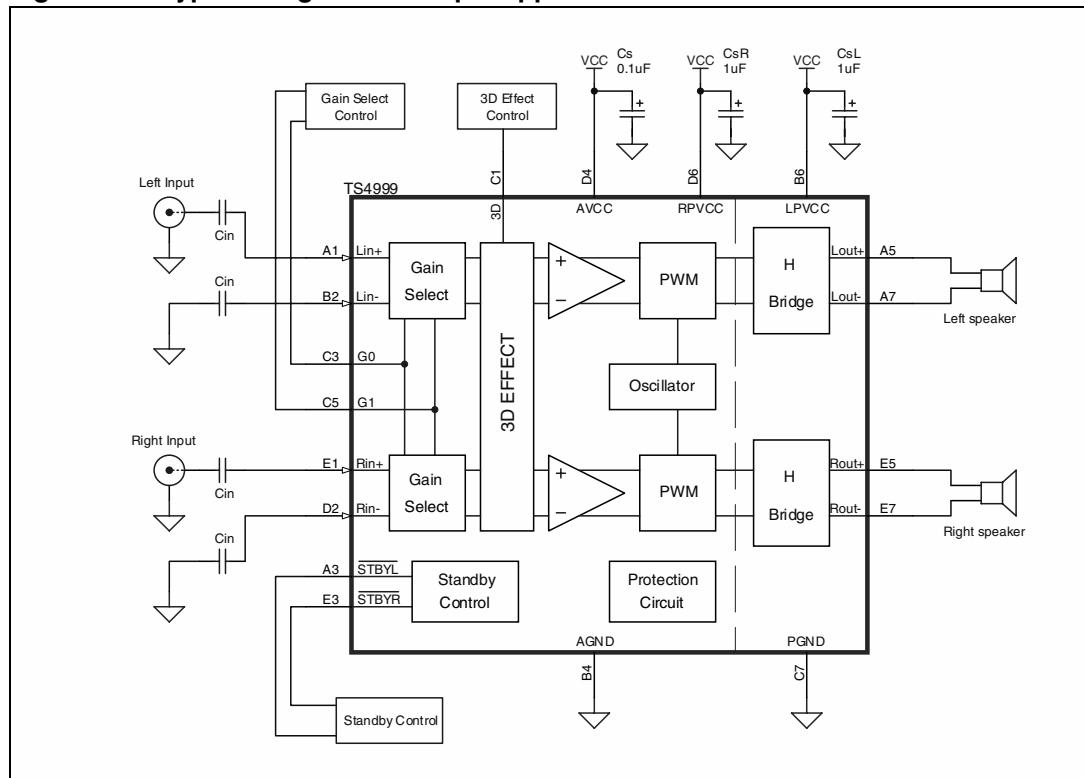 Cs
VCC 0.1uF
CsR
VCC 1uF
CsL
VCC 1uF
+
+
+
Gain Select
Control
3D Effect
Control
C1
D4
D6
B6
Left Input
TS4999
3D
AVCC
RPVCC
LPVCC
Cin
A1 Lin+
Gain
Select
+
−
PWM
H
Bridge
Lout+ A5
Cin
B2 Lin-
Lout- A7
Left speaker
C3 G0
3D EFFECT
Oscillator
C5 G1
Right Input
Cin
E1 Rin+
Gain
Select
+
−
PWM
H
Bridge
Rout+ E5
D2 Rin-
Rout- E7
Cin
Right speaker
A3 STBYL
Standby
Control
Protection
Circuit
E3 STBYR
AGND
PGND
B4
C7
Standby Control